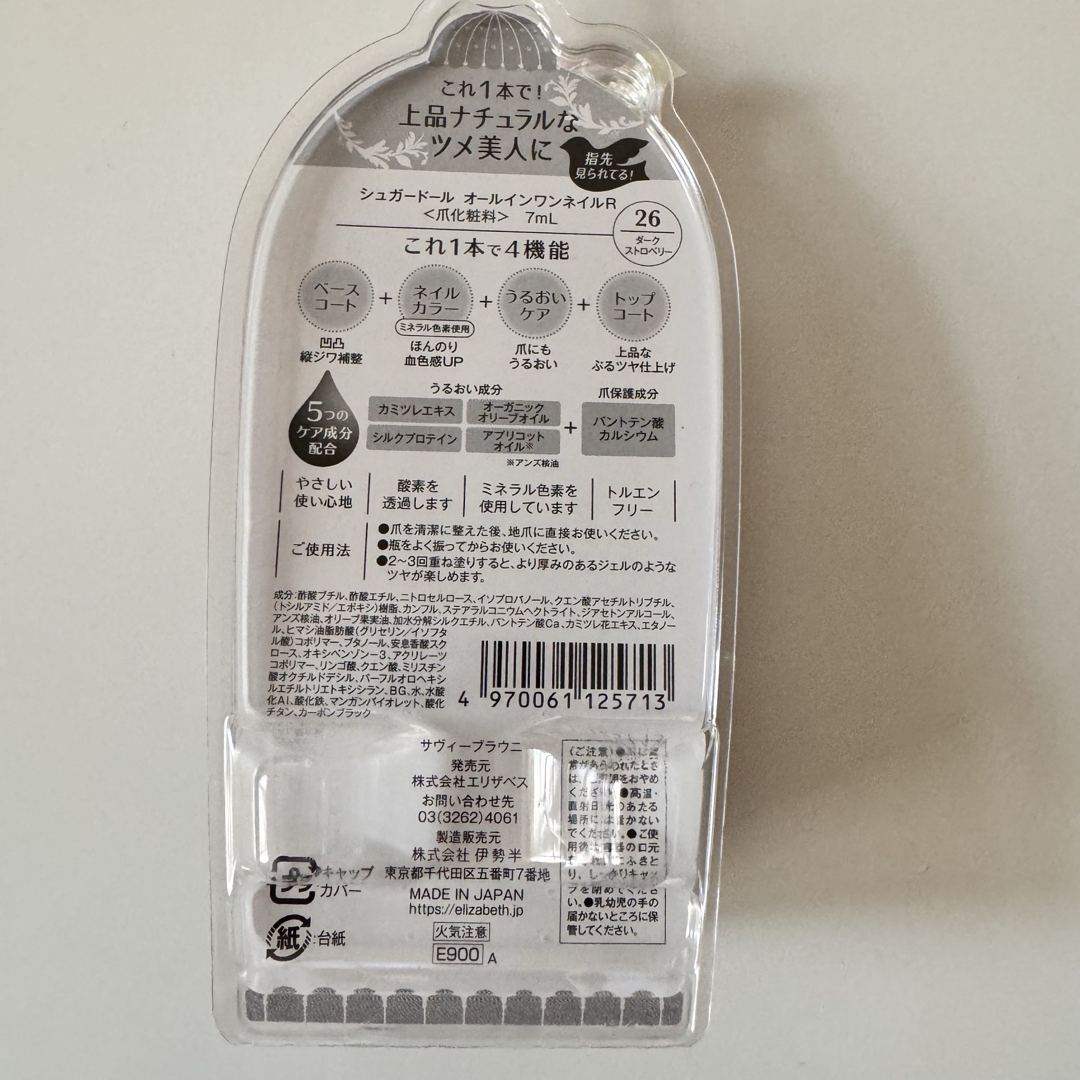 これ1本で!
上品ナチュラルな
ツメ美人に
指先
見られてる!
シュガードール オールインワンネイルR
<爪化粧料> 7mL
26
ダーク
ストロベリー
これ1本で4機能
ベース
コート
+
ネイル
カラー
ミネラル色素使用
+
うるおい
ケア
+
トップ
コート
凹凸
縦ジワ補整
ほんのり
血色感UP
爪にも
うるおい
上品な
ぷるツヤ仕上げ
5つの
ケア成分
配合
うるおい成分
カミツレエキス
オーガニック
オリーブオイル
シルクプロテイン
アプリコット
オイル※
※アンズ核油
+
爪保護成分
パントテン酸
カルシウム
やさしい
使い心地
酸素を
透過します
ミネラル色素を
使用しています
トルエン
フリー
ご使用法
●爪を清潔に整えた後、地爪に直接お使いください。
●瓶をよく振ってからお使いください。
●2~3回重ね塗りすると、より厚みのあるジェルのような
ツヤが楽しめます。
成分:酢酸ブチル、酢酸エチル、ニトロセルロース、イソプロパノール、クエン酸アセチルトリブチル、
(トシルアミド/エポキシ)樹脂、カンフル、ステアラルコニウムヘクトライト、ジアセトンアルコール、
アンズ核油、オリーブ果実油、加水分解シルクエチル、パントテン酸Ca、カミツレ花エキス、エタノー
ル、ヒマシ油脂肪酸(グリセリン/イソフタ
ル酸)コポリマー、ブタノール、安息香酸スク
ロース、オキシベンゾン-3、アクリレーツ
コポリマー、リンゴ酸、クエン酸、ミリスチン
酸オクチルドデシル、パーフルオロヘキシ
ルエチルトリエトキシシラン、BG、水、水酸
化Al、酸化鉄、マンガンバイオレット、酸化
チタン、カーボンブラック
4 970061 125713
サヴィーブラウニ
発売元
株式会社エリザベス
お問い合わせ先
03(3262)4061
製造販売元
株式会社 伊勢半
東京都千代田区五番町7番地
MADE IN JAPAN
https://elizabeth.jp
火気注意
E900 A
キャップ
カバー
紙
:台紙
(ご注意)
常があらわれたとき
は、ご使用をおやめ
ください。●高温・
直射日光のあたる
場所には置かない
でください。●ご使
用後は容器の口元
をきれいにふきと
り、しっかりキャッ
プを閉めてくださ
い。●乳幼児の手の
届かないところに保
管してください。